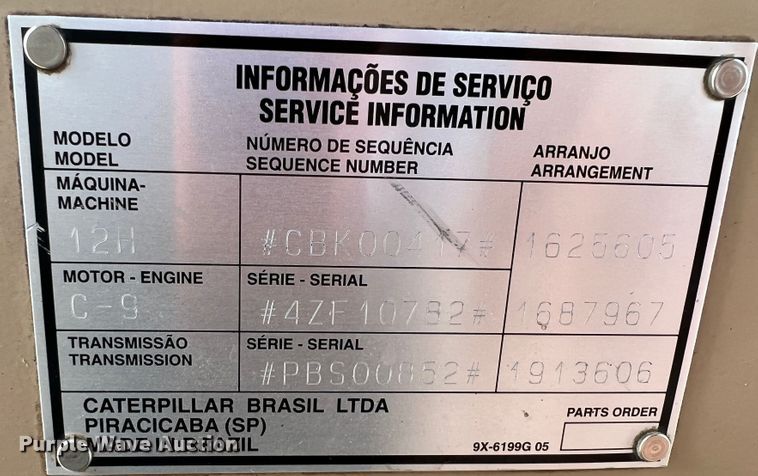 INFORMAÇÕES DE SERVIÇO
SERVICE INFORMATION
MODELO
MODEL
NÚMERO DE SEQUÊNCIA
SEQUENCE NUMBER
ARRANJO
ARRANGEMENT
MÁQUINA-
MACHINE
12H
#CBK00417#
1625605
MOTOR - ENGINE
C-9
SÉRIE - SERIAL
#4ZF10782#
1687967
TRANSMISSÃO
TRANSMISSION
SÉRIE - SERIAL
#PBS00852#
1913606
CATERPILLAR BRASIL LTDA
PIRACICABA (SP)
PARTS ORDER
9X-6199G 05
Purple Wave Auction